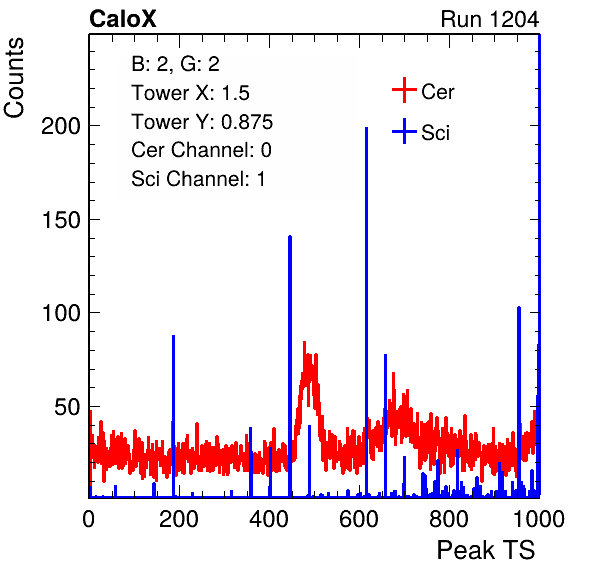 CaloX Run 1204
Counts
B: 2, G: 2
Tower X: 1.5
Tower Y: 0.875
Cer Channel: 0
Sci Channel: 1
Cer
Sci
200
150
100
50
0 200 400 600 800 1000
Peak TS